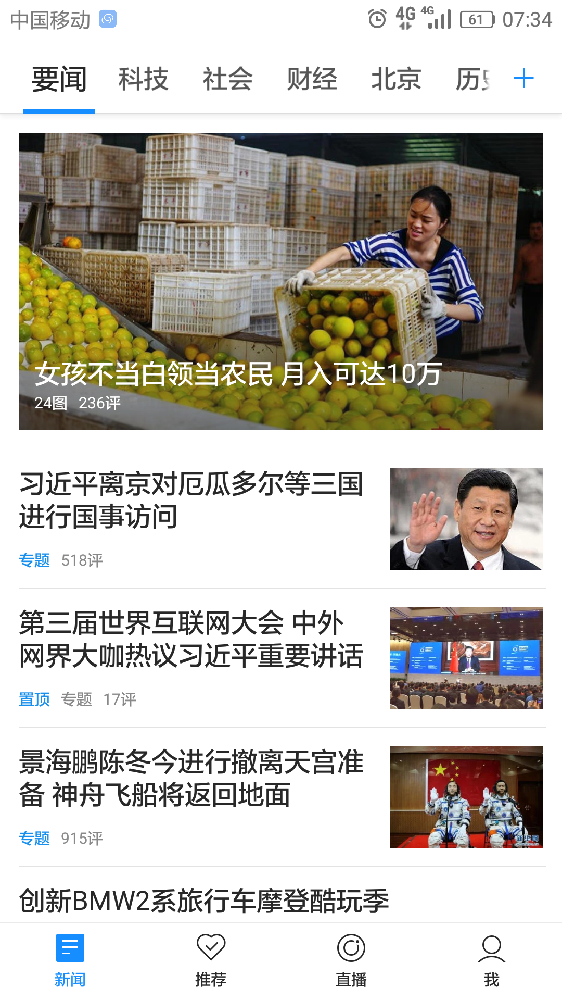 中国移动
4G 4G 61 07:34
要闻 科技 社会 财经 北京 历史
女孩不当白领当农民 月入可达10万
24图 236评
习近平离京对厄瓜多尔等三国
进行国事访问
专题 518评
第三届世界互联网大会 中外
网界大咖热议习近平重要讲话
置顶 专题 17评
景海鹏陈冬今进行撤离天宫准
备 神舟飞船将返回地面
专题 915评
新华网
创新BMW2系旅行车摩登酷玩季
新闻 推荐 直播 我